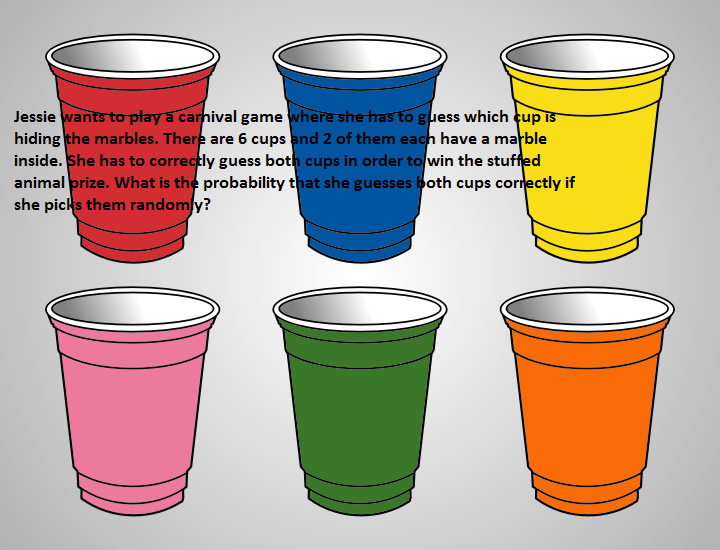 Jessie wants to play a carnival game where she has to guess which cup is
hiding the marbles. There are 6 cups and 2 of them each have a marble
inside. She has to correctly guess both cups in order to win the stuffed
animal prize. What is the probability that she guesses both cups correctly if
she picks them randomly?